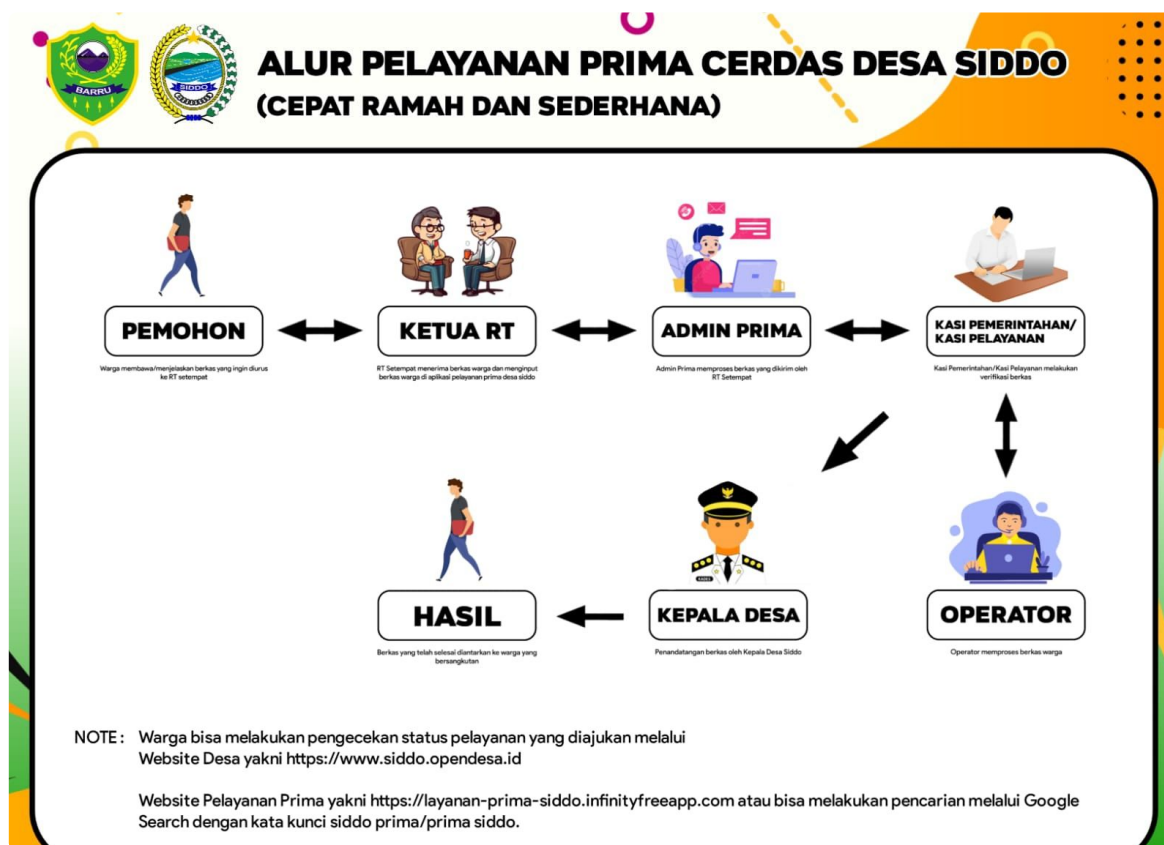 BARRU
SIDDO
ALUR PELAYANAN PRIMA CERDAS DESA SIDDO
(CEPAT RAMAH DAN SEDERHANA)
PEMOHON
Warga membawa/menjelaskan berkas yang ingin diurus
ke RT setempat
KETUA RT
RT Setempat menerima berkas warga dan menginput
berkas warga di aplikasi pelayanan prima desa siddo
ADMIN PRIMA
Admin Prima memproses berkas yang dikirim oleh
RT Setempat
KASI PEMERINTAHAN/
KASI PELAYANAN
Kasi Pemerintahan/Kasi Pelayanan melakukan
verifikasi berkas
HASIL
Berkas yang telah selesai diantarkan ke warga yang
bersangkutan
KEPALA DESA
Penandatangan berkas oleh Kepala Desa Siddo
OPERATOR
Operator memproses berkas warga
NOTE : Warga bisa melakukan pengecekan status pelayanan yang diajukan melalui
Website Desa yakni https://www.siddo.opendesa.id
Website Pelayanan Prima yakni https://layanan-prima-siddo.infinityfreeapp.com atau bisa melakukan pencarian melalui Google
Search dengan kata kunci siddo prima/prima siddo.